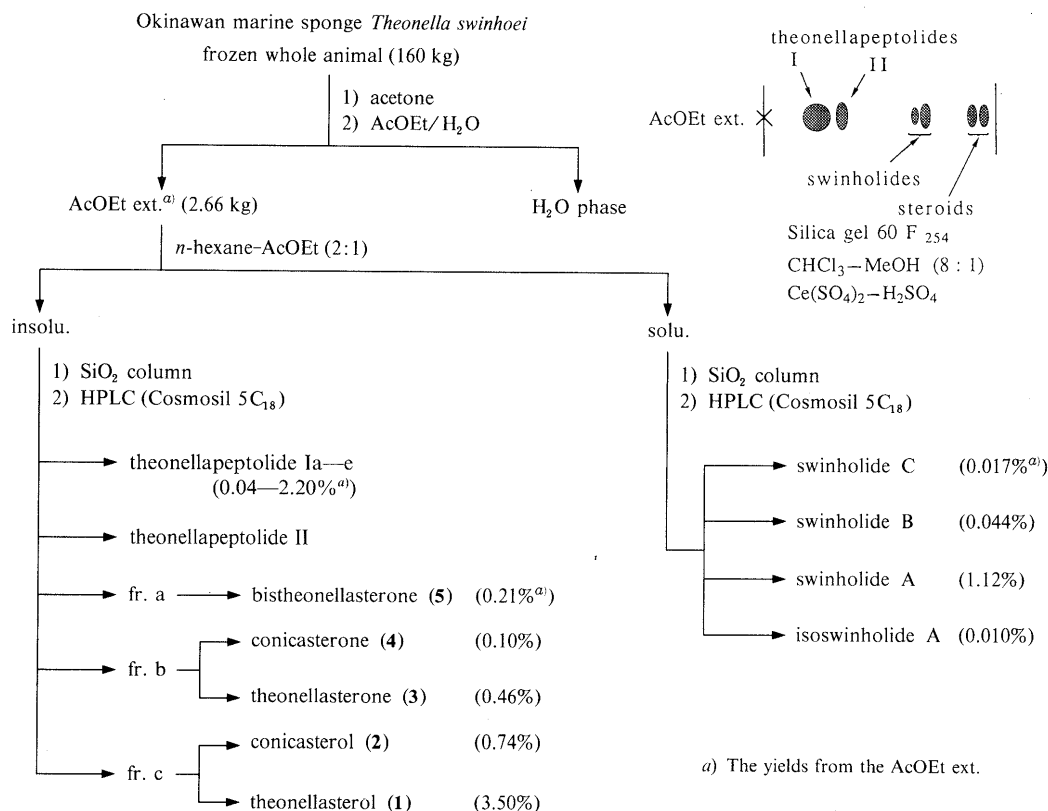 Okinawan marine sponge Theonella swinhoei
frozen whole animal (160 kg)
1) acetone
2) AcOEt/H₂O
AcOEt ext.ᵃ⁾ (2.66 kg)
H₂O phase
n-hexane–AcOEt (2:1)
theonellapeptolides
I II
AcOEt ext.
swinholides
steroids
Silica gel 60 F ₂₅₄
CHCl₃–MeOH (8 : 1)
Ce(SO₄)₂–H₂SO₄
insolu.
1) SiO₂ column
2) HPLC (Cosmosil 5C₁₈)
theonellapeptolide Ia—e
(0.04—2.20%ᵃ⁾)
theonellapeptolide II
fr. a bistheonellasterone (5) (0.21%ᵃ⁾)
fr. b
conicasterone (4) (0.10%)
theonellasterone (3) (0.46%)
fr. c
conicasterol (2) (0.74%)
theonellasterol (1) (3.50%)
solu.
1) SiO₂ column
2) HPLC (Cosmosil 5C₁₈)
swinholide C (0.017%ᵃ⁾)
swinholide B (0.044%)
swinholide A (1.12%)
isoswinholide A (0.010%)
a) The yields from the AcOEt ext.